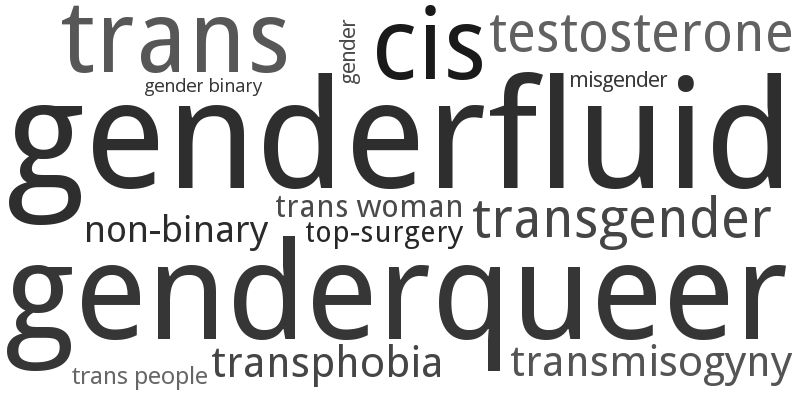 trans
gender
cis
testosterone
gender binary
misgender
genderfluid
trans woman
transgender
non-binary
top-surgery
genderqueer
transphobia
transmisogyny
trans people